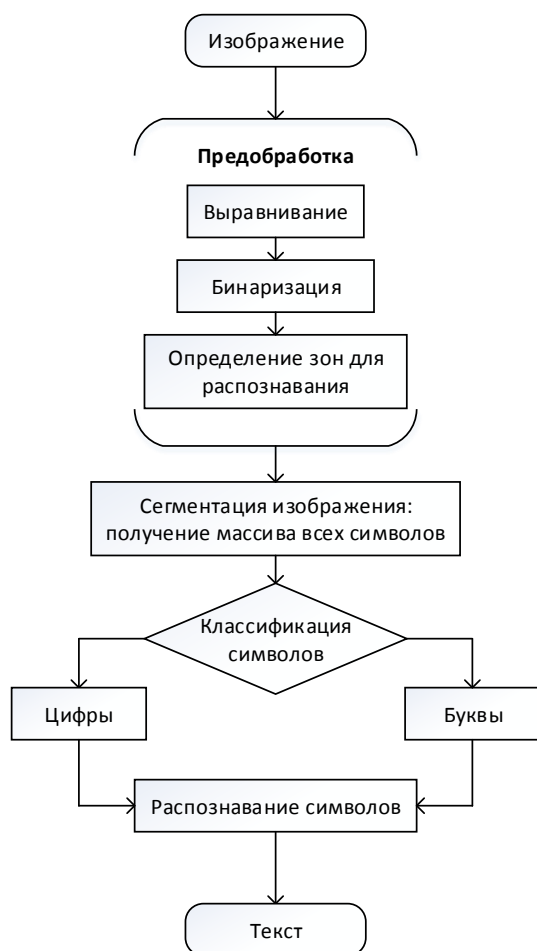 Изображение
Предобработка
Выравнивание
Бинаризация
Определение зон для
распознавания
Сегментация изображения:
получение массива всех символов
Классификация
символов
Цифры
Буквы
Распознавание символов
Текст